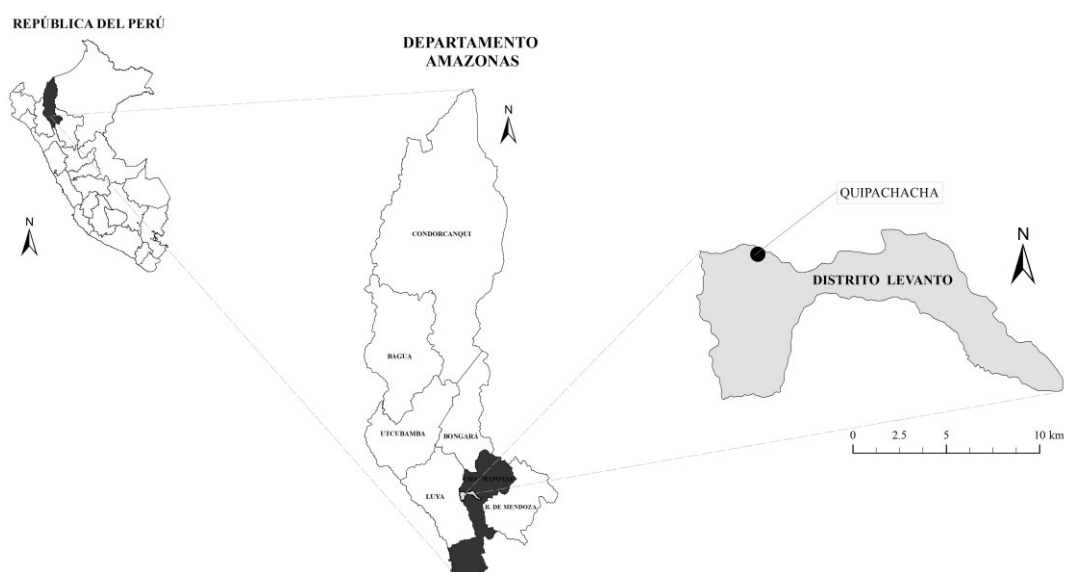 REPÚBLICA DEL PERÚ
N
DEPARTAMENTO
AMAZONAS
N
CONDORCANQUI
BAGUA
UTCUBAMBA
BONGARÁ
CHACHAPOYAS
LUYA
R. DE MENDOZA
QUIPACHACHA
N
DISTRITO LEVANTO
0 2.5 5 10 km